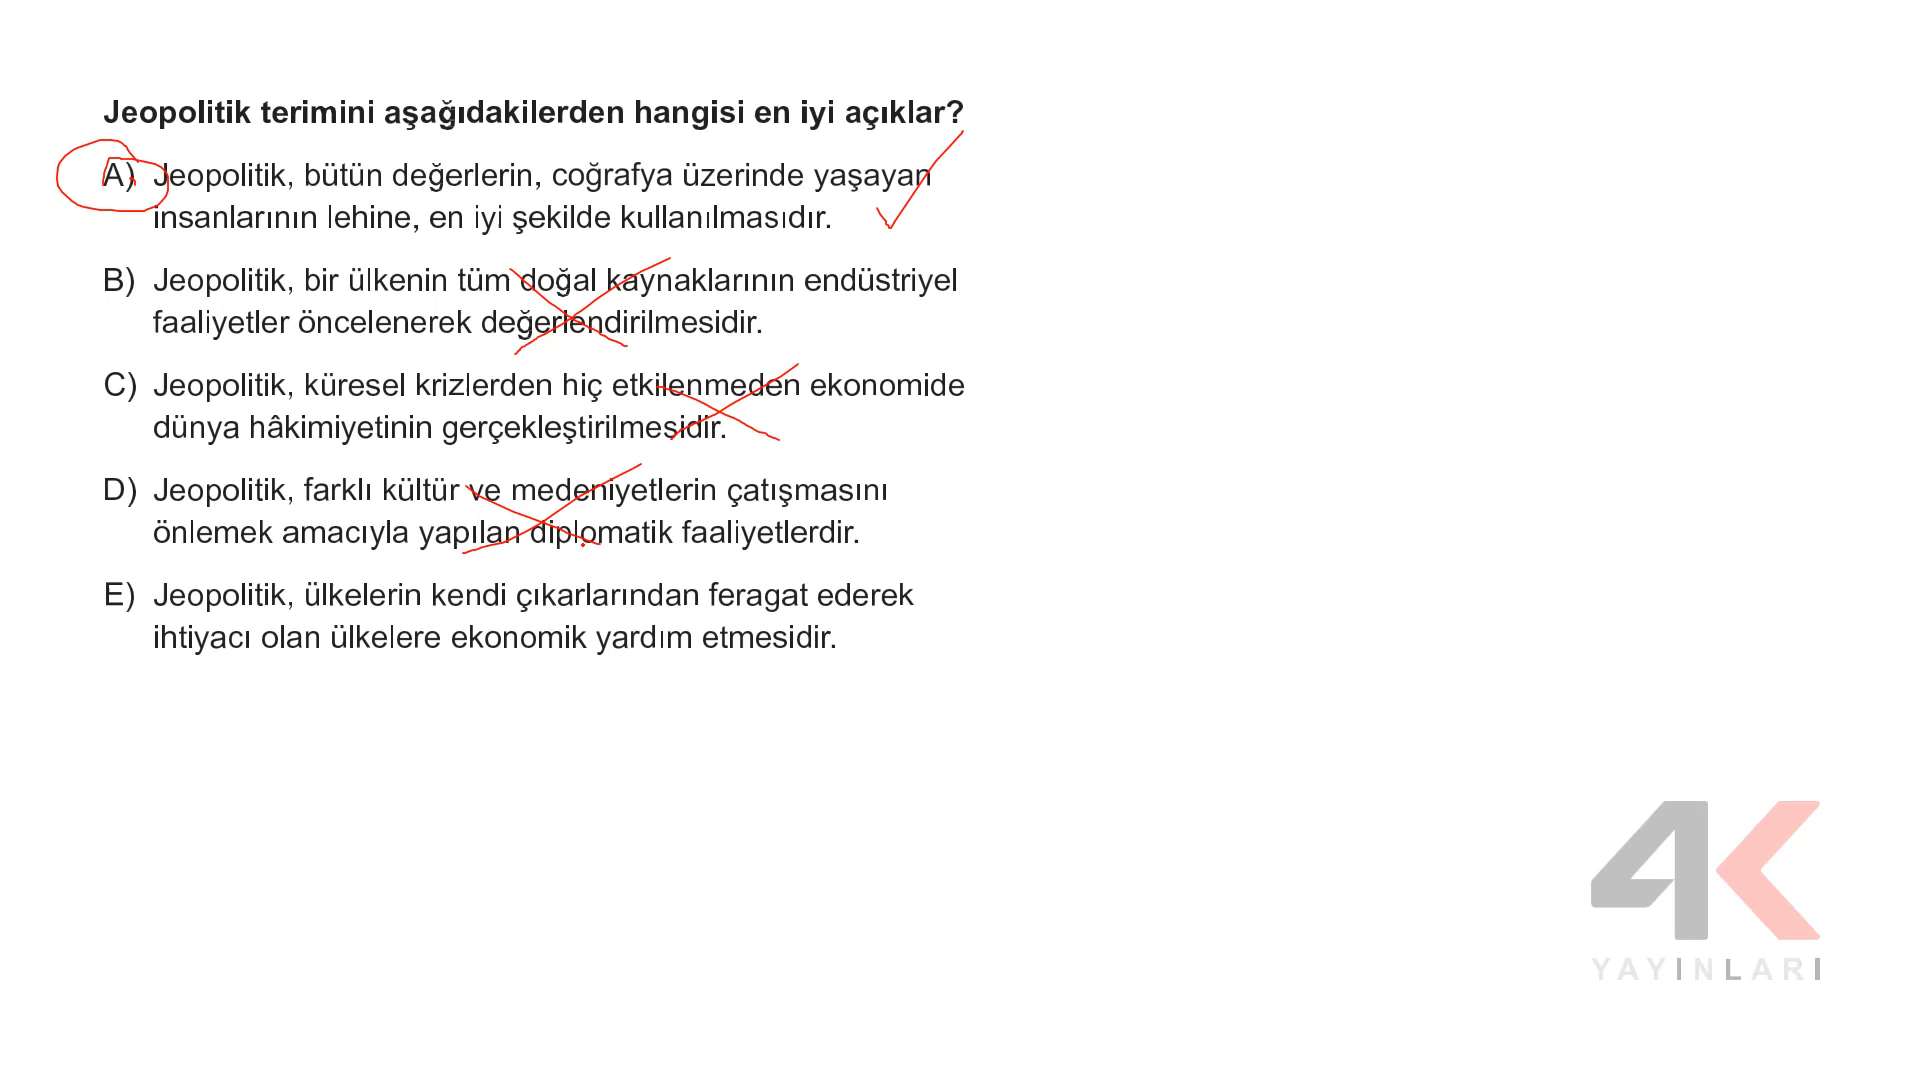 Jeopolitik terimini aşağıdakilerden hangisi en iyi açıklar?
A) Jeopolitik, bütün değerlerin, coğrafya üzerinde yaşayan
insanlarının lehine, en iyi şekilde kullanılmasıdır.
B) Jeopolitik, bir ülkenin tüm doğal kaynaklarının endüstriyel
faaliyetler öncelenerek değerlendirilmesidir.
C) Jeopolitik, küresel krizlerden hiç etkilenmeden ekonomide
dünya hâkimiyetinin gerçekleştirilmesidir.
D) Jeopolitik, farklı kültür ve medeniyetlerin çatışmasını
önlemek amacıyla yapılan diplomatik faaliyetlerdir.
E) Jeopolitik, ülkelerin kendi çıkarlarından feragat ederek
ihtiyacı olan ülkelere ekonomik yardım etmesidir.
4K
YAYINLARI